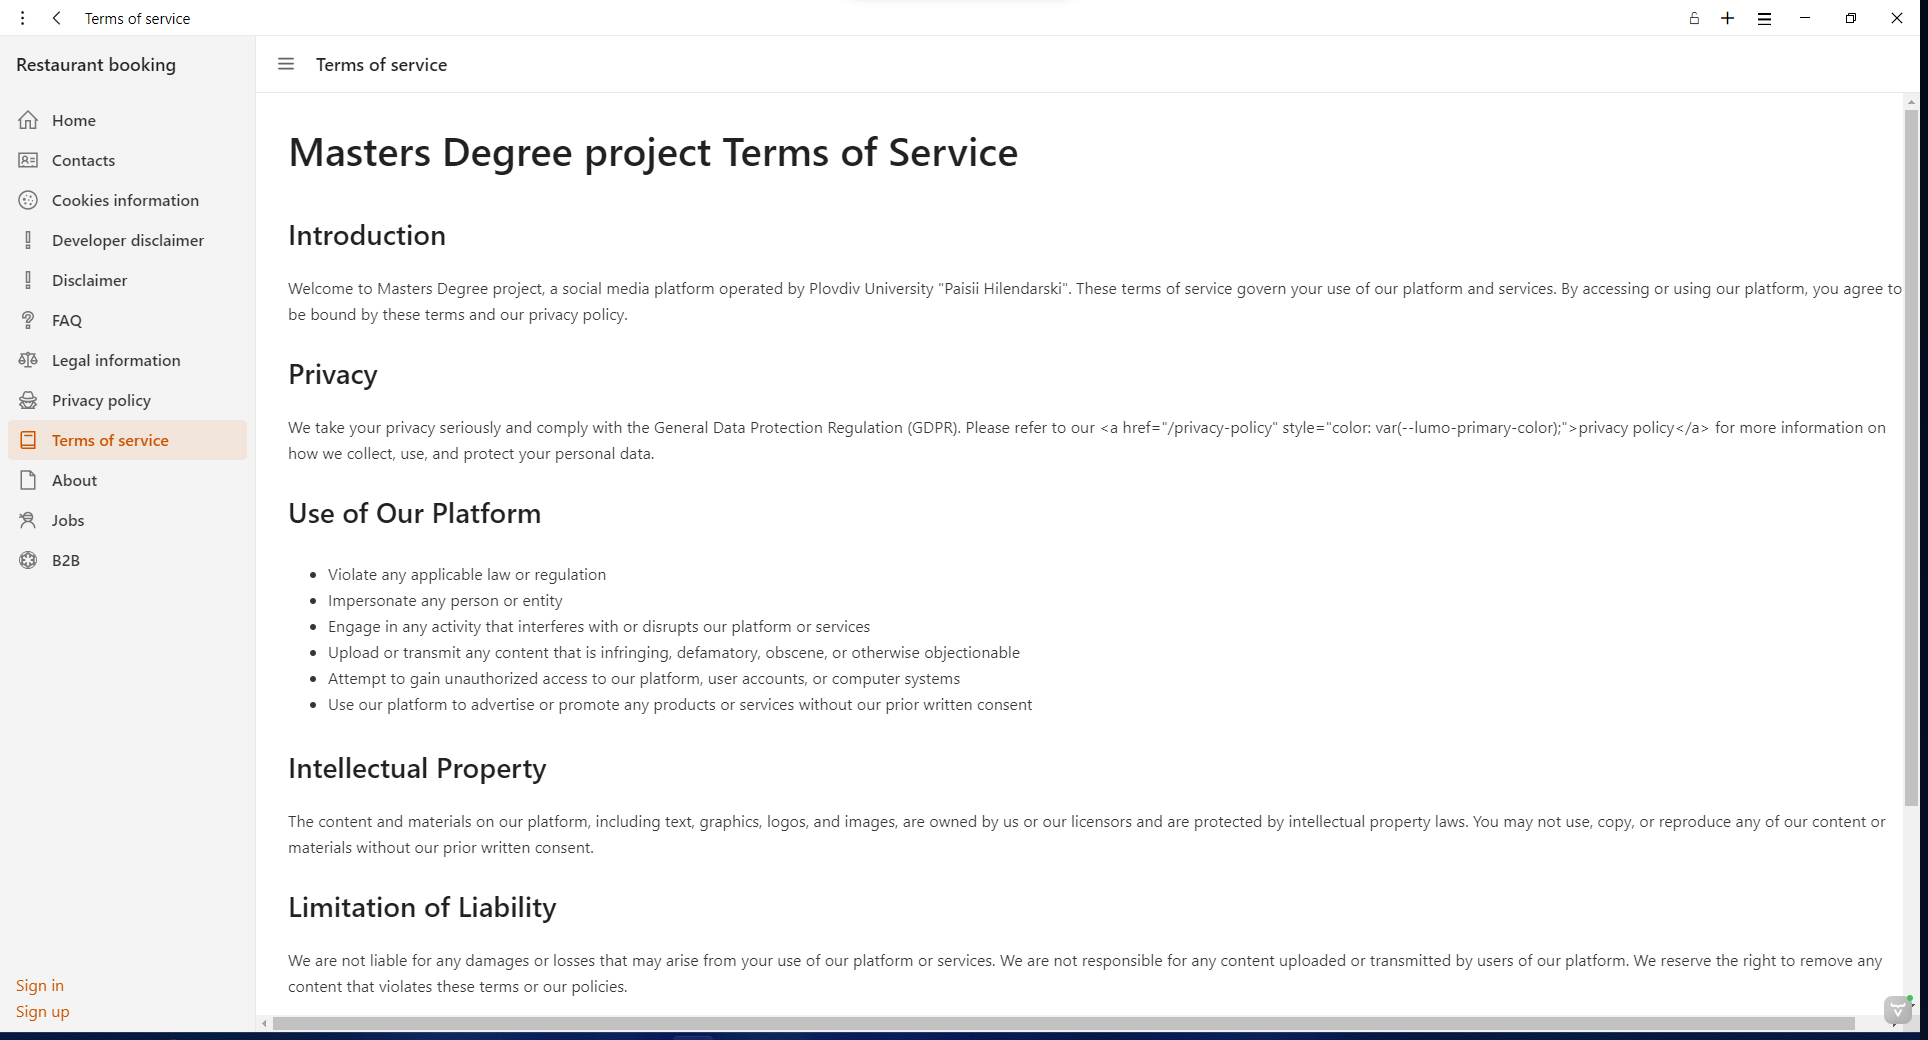 Terms of service
Restaurant booking
Terms of service
Home
Contacts
Cookies information
Developer disclaimer
Disclaimer
FAQ
Legal information
Privacy policy
Terms of service
About
Jobs
B2B
Sign in
Sign up
Masters Degree project Terms of Service
Introduction
Welcome to Masters Degree project, a social media platform operated by Plovdiv University "Paisii Hilendarski". These terms of service govern your use of our platform and services. By accessing or using our platform, you agree to
be bound by these terms and our privacy policy.
Privacy
We take your privacy seriously and comply with the General Data Protection Regulation (GDPR). Please refer to our <a href="/privacy-policy" style="color: var(--lumo-primary-color);">privacy policy</a> for more information on
how we collect, use, and protect your personal data.
Use of Our Platform
• Violate any applicable law or regulation
• Impersonate any person or entity
• Engage in any activity that interferes with or disrupts our platform or services
• Upload or transmit any content that is infringing, defamatory, obscene, or otherwise objectionable
• Attempt to gain unauthorized access to our platform, user accounts, or computer systems
• Use our platform to advertise or promote any products or services without our prior written consent
Intellectual Property
The content and materials on our platform, including text, graphics, logos, and images, are owned by us or our licensors and are protected by intellectual property laws. You may not use, copy, or reproduce any of our content or
materials without our prior written consent.
Limitation of Liability
We are not liable for any damages or losses that may arise from your use of our platform or services. We are not responsible for any content uploaded or transmitted by users of our platform. We reserve the right to remove any
content that violates these terms or our policies.